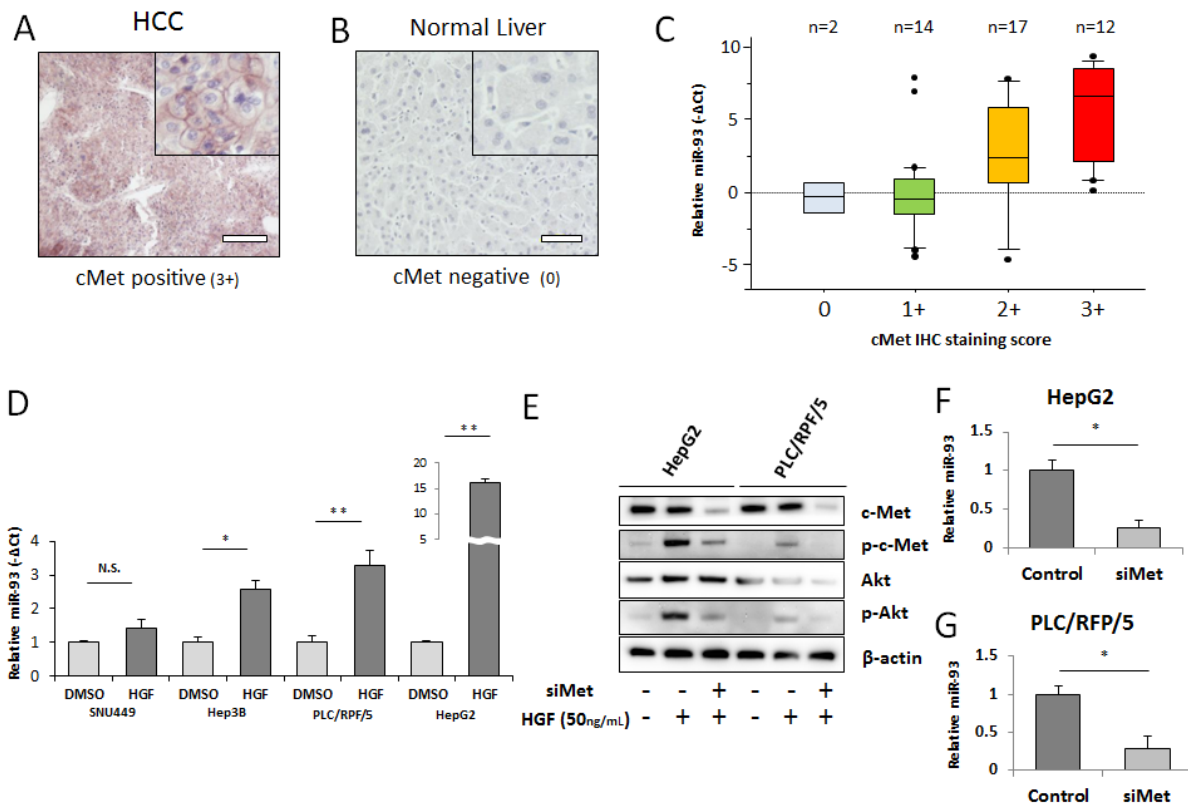 A
HCC
cMet positive (3+)
B
Normal Liver
cMet negative (0)
C
n=2 n=14 n=17 n=12
Relative miR-93 (-ΔCt)
10
5
0
-5
0 1+ 2+ 3+
cMet IHC staining score
D
Relative miR-93 (-ΔCt)
4
3
2
1
0
20
15
10
5
N.S.
*
**
**
DMSO HGF DMSO HGF DMSO HGF DMSO HGF
SNU449 Hep3B PLC/RPF/5 HepG2
E
HepG2 PLC/RPF/5
c-Met
p-c-Met
Akt
p-Akt
β-actin
siMet - - + - - +
HGF (50ng/mL) - + + - + +
F
HepG2
Relative miR-93
1.5
1
0.5
0
*
Control siMet
G
PLC/RFP/5
Relative miR-93
1.5
1
0.5
0
*
Control siMet